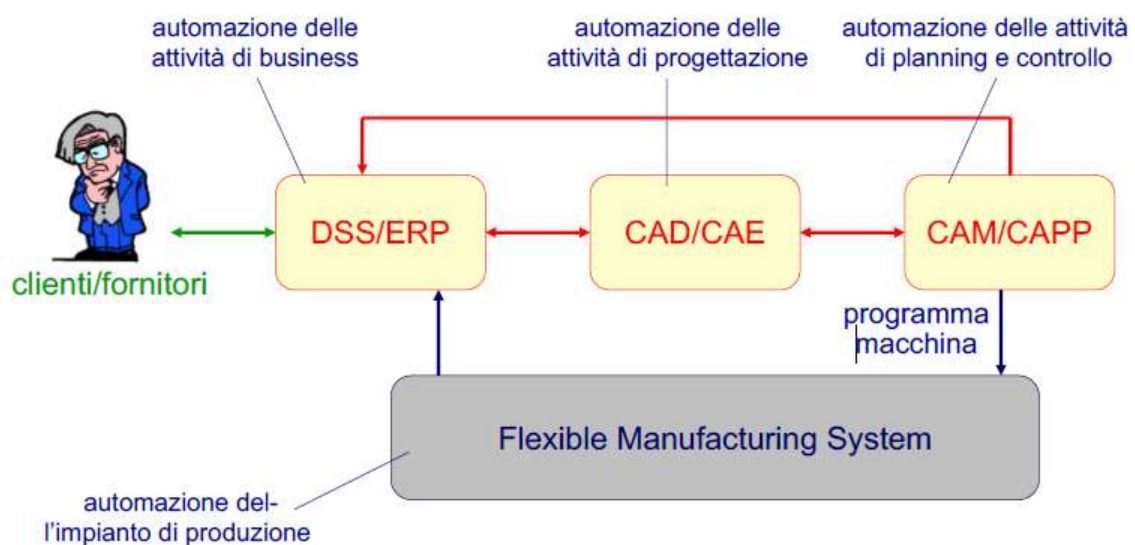 automazione delle
attività di business
automazione delle
attività di progettazione
automazione delle attività
di planning e controllo
DSS/ERP
CAD/CAE
CAM/CAPP
clienti/fornitori
programma
macchina
Flexible Manufacturing System
automazione del-
l'impianto di produzione